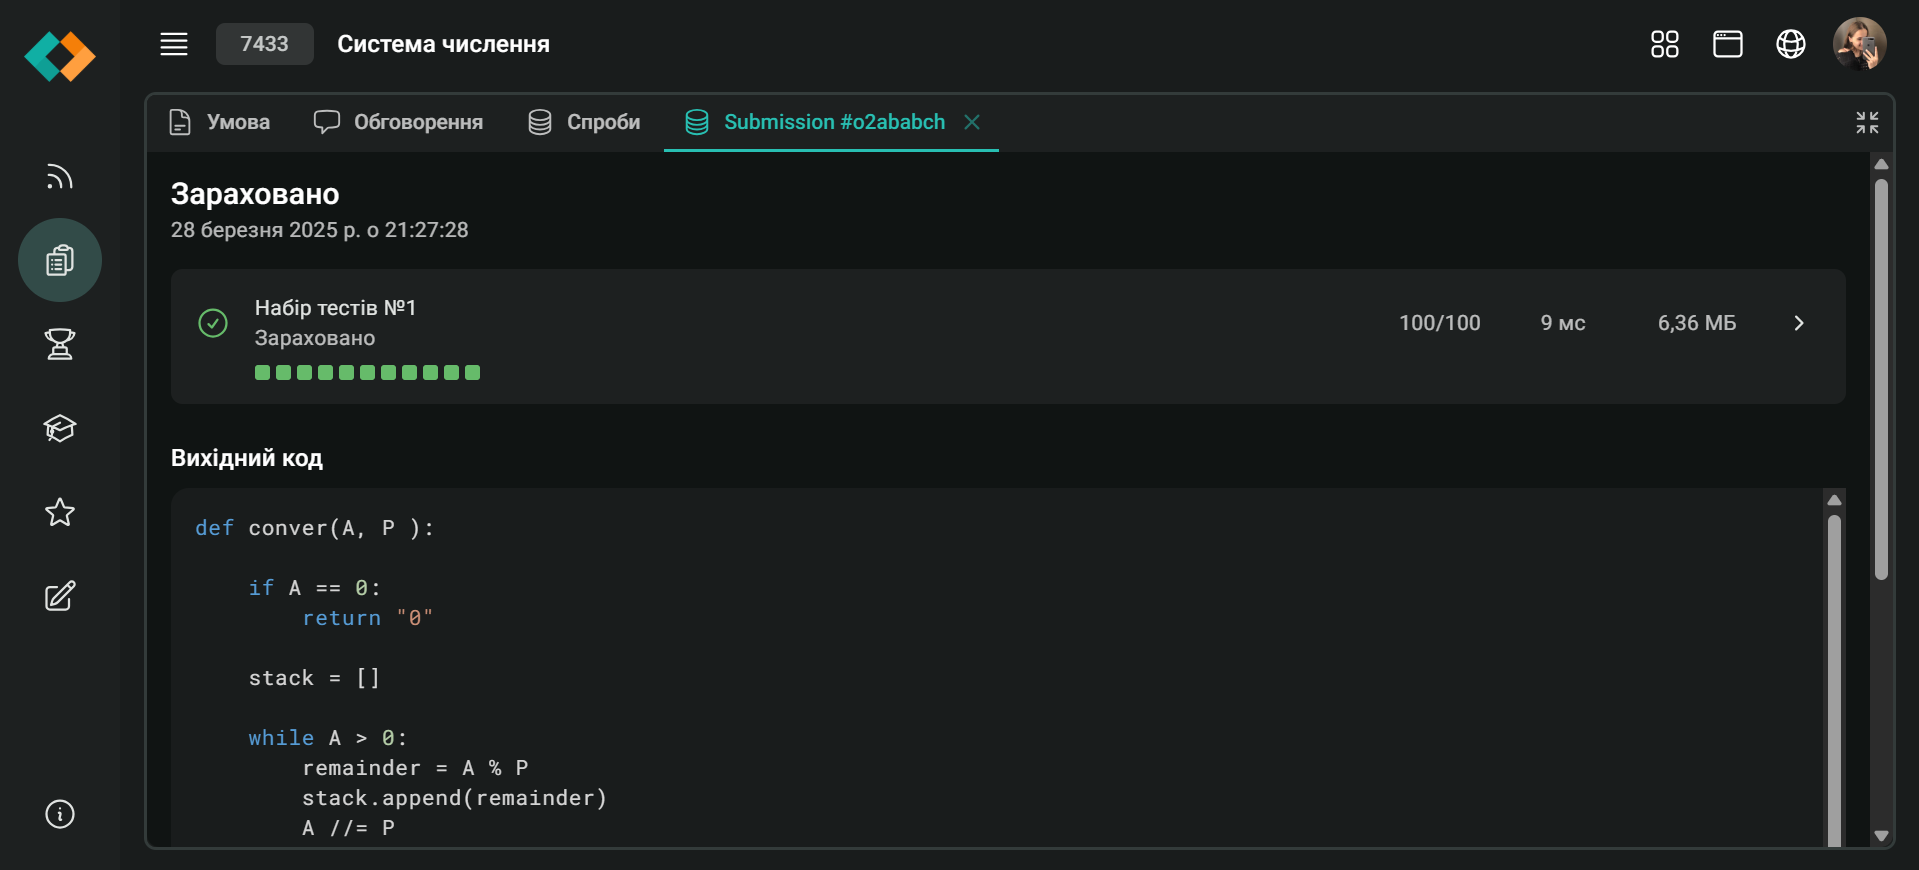 7433 Система числення
Умова Обговорення Спроби Submission #o2ababch
Зараховано
28 березня 2025 р. о 21:27:28
Набір тестів №1
Зараховано
100/100 9 мс 6,36 МБ
Вихідний код
def conver(A, P ):
if A == 0:
return "0"
stack = []
while A > 0:
remainder = A % P
stack.append(remainder)
A //= P